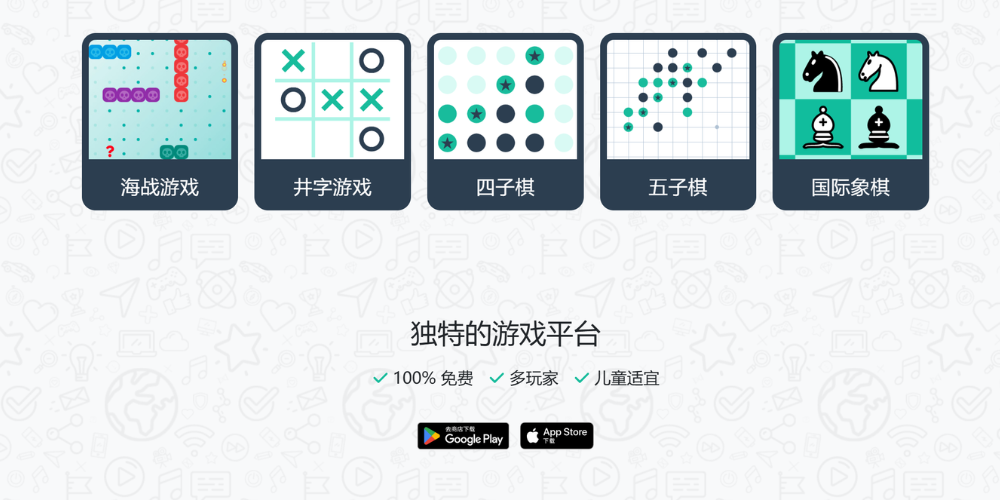 ?
海战游戏
井字游戏
四子棋
五子棋
国际象棋
独特的游戏平台
100% 免费
多玩家
儿童适宜
去商店下载
Google Play
App Store
下载